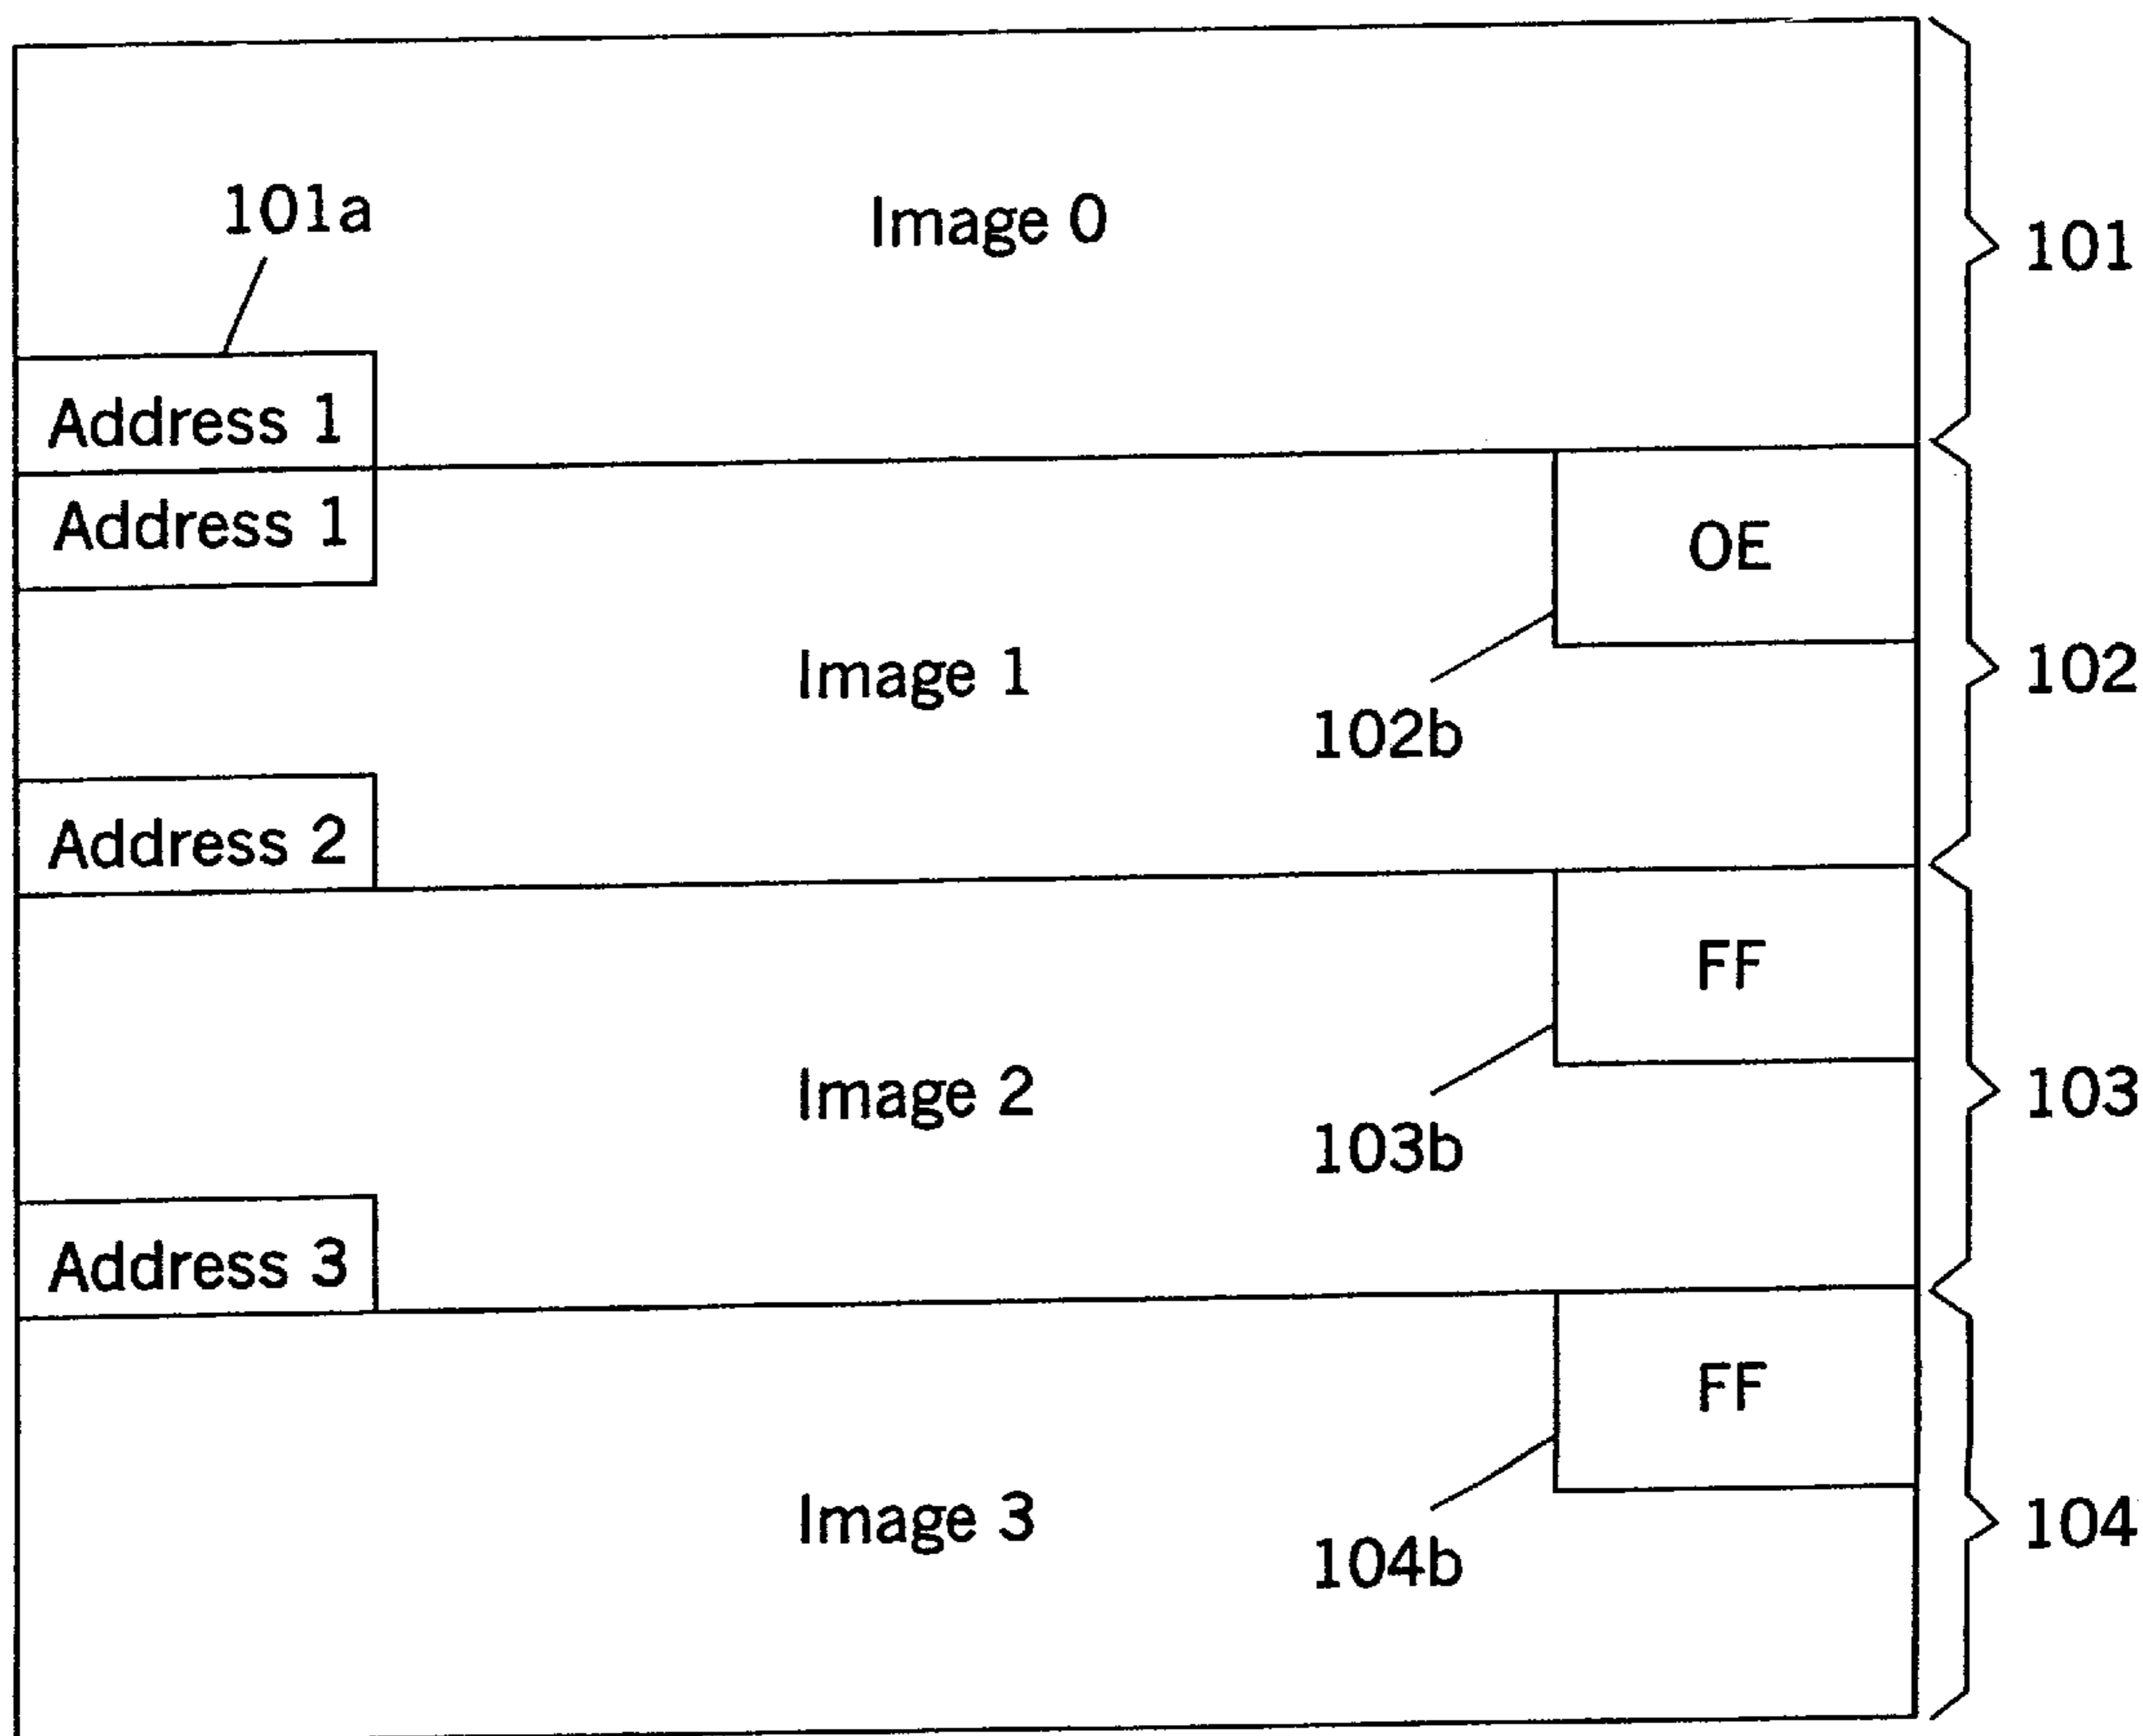 101a
Image 0
101
Address 1
Address 1
OE
Image 1
102b
102
Address 2
FF
Image 2
103b
103
Address 3
FF
Image 3
104b
104